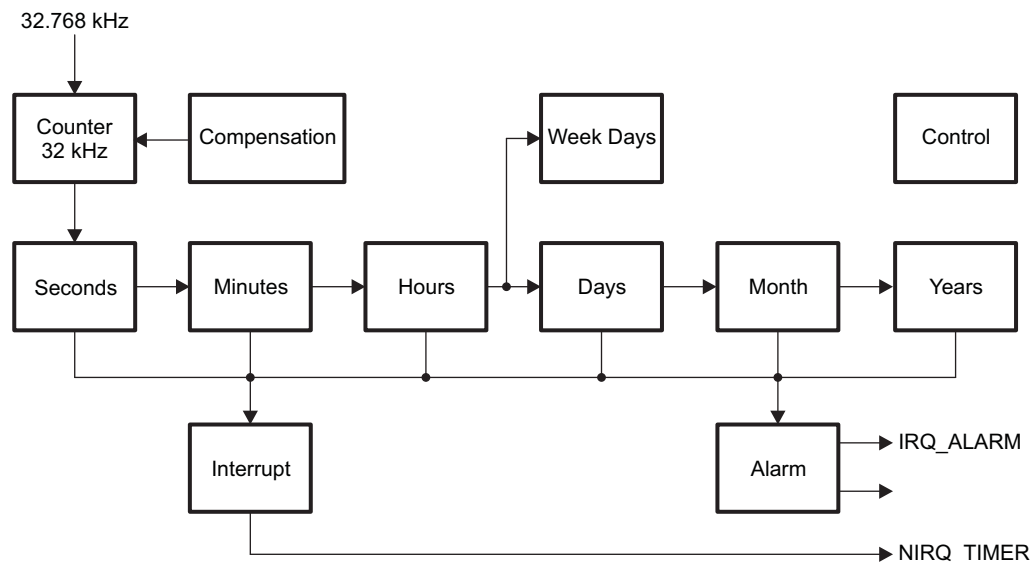 32.768 kHz
Counter
32 kHz
Compensation
Week Days
Control
Seconds
Minutes
Hours
Days
Month
Years
Interrupt
Alarm
IRQ_ALARM
NIRQ_TIMER